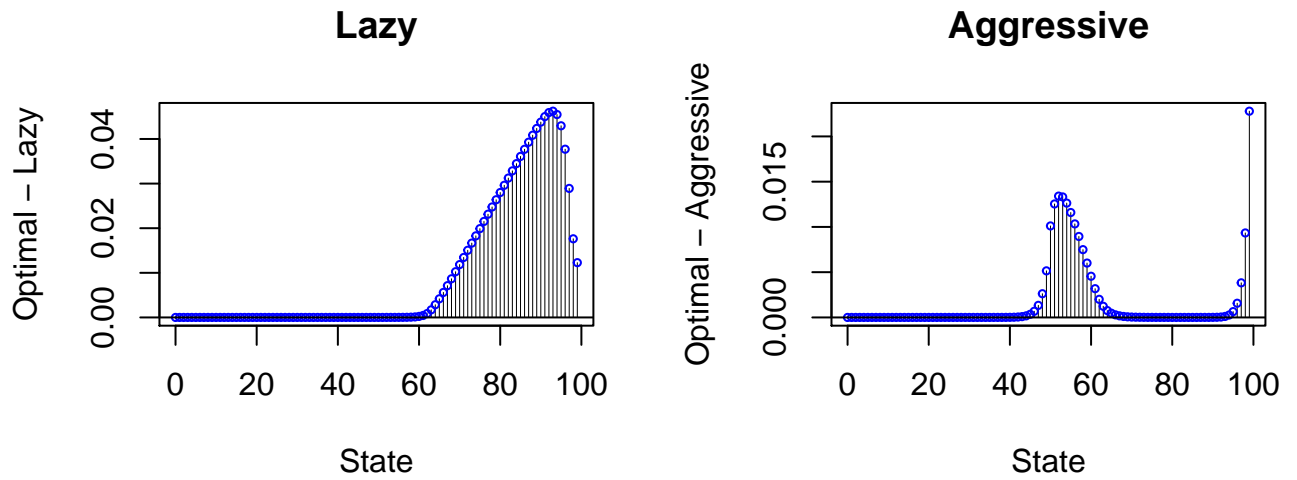 Lazy
Optimal − Lazy
0.00 0.02 0.04
0 20 40 60 80 100
State
Aggressive
Optimal − Aggressive
0.000 0.015
0 20 40 60 80 100
State